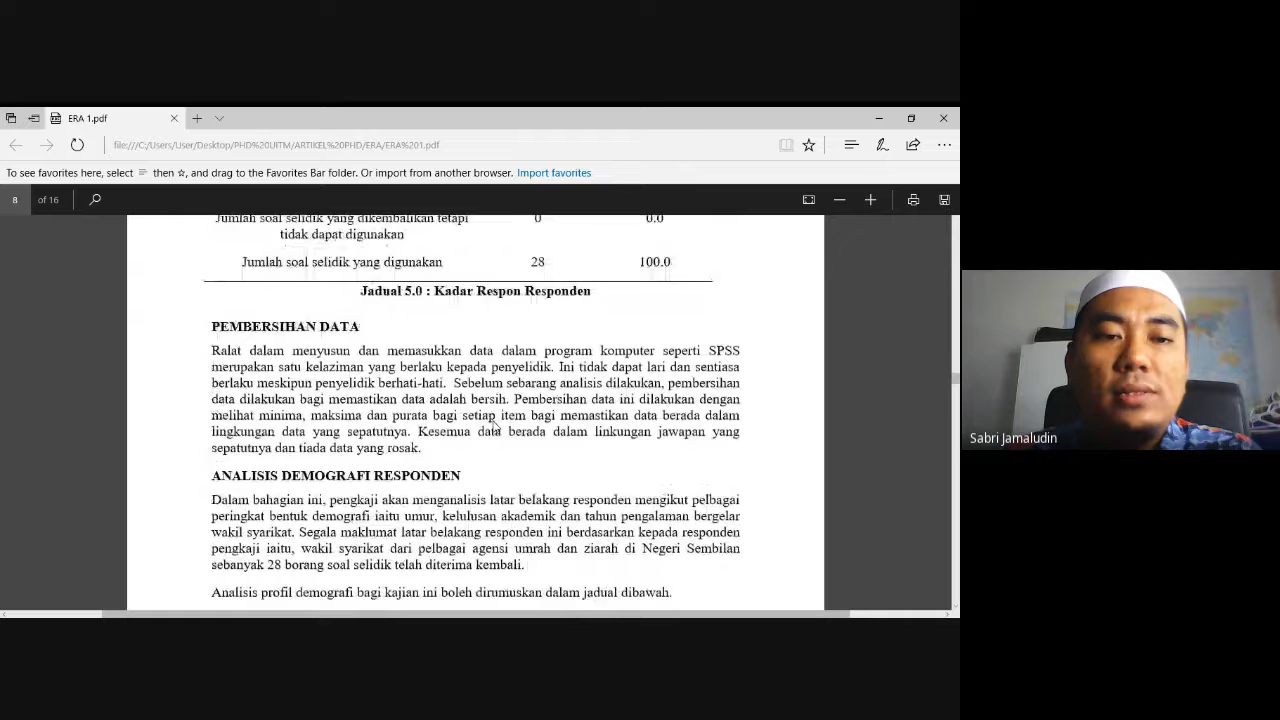 ERA 1.pdf
file:///C:/Users/User/Desktop/PHD%20UITM/ARTIKEL%20PHD/ERA/ERA%201.pdf
To see favorites here, select then ☆, and drag to the Favorites Bar folder. Or import from another browser. Import favorites
8 of 16
Jumlah soal selidik yang dikembalikan tetapi 0 0.0
tidak dapat digunakan
Jumlah soal selidik yang digunakan 28 100.0
Jadual 5.0 : Kadar Respon Responden
PEMBERSIHAN DATA
Ralat dalam menyusun dan memasukkan data dalam program komputer seperti SPSS
merupakan satu kelaziman yang berlaku kepada penyelidik. Ini tidak dapat lari dan sentiasa
berlaku meskipun penyelidik berhati-hati. Sebelum sebarang analisis dilakukan, pembersihan
data dilakukan bagi memastikan data adalah bersih. Pembersihan data ini dilakukan dengan
melihat minima, maksima dan purata bagi setiap item bagi memastikan data berada dalam
lingkungan data yang sepatutnya. Kesemua data berada dalam linkungan jawapan yang
sepatutnya dan tiada data yang rosak.
ANALISIS DEMOGRAFI RESPONDEN
Dalam bahagian ini, pengkaji akan menganalisis latar belakang responden mengikut pelbagai
peringkat bentuk demografi iaitu umur, kelulusan akademik dan tahun pengalaman bergelar
wakil syarikat. Segala maklumat latar belakang responden ini berdasarkan kepada responden
pengkaji iaitu, wakil syarikat dari pelbagai agensi umrah dan ziarah di Negeri Sembilan
sebanyak 28 borang soal selidik telah diterima kembali.
Analisis profil demografi bagi kajian ini boleh dirumuskan dalam jadual dibawah.
Sabri Jamaludin